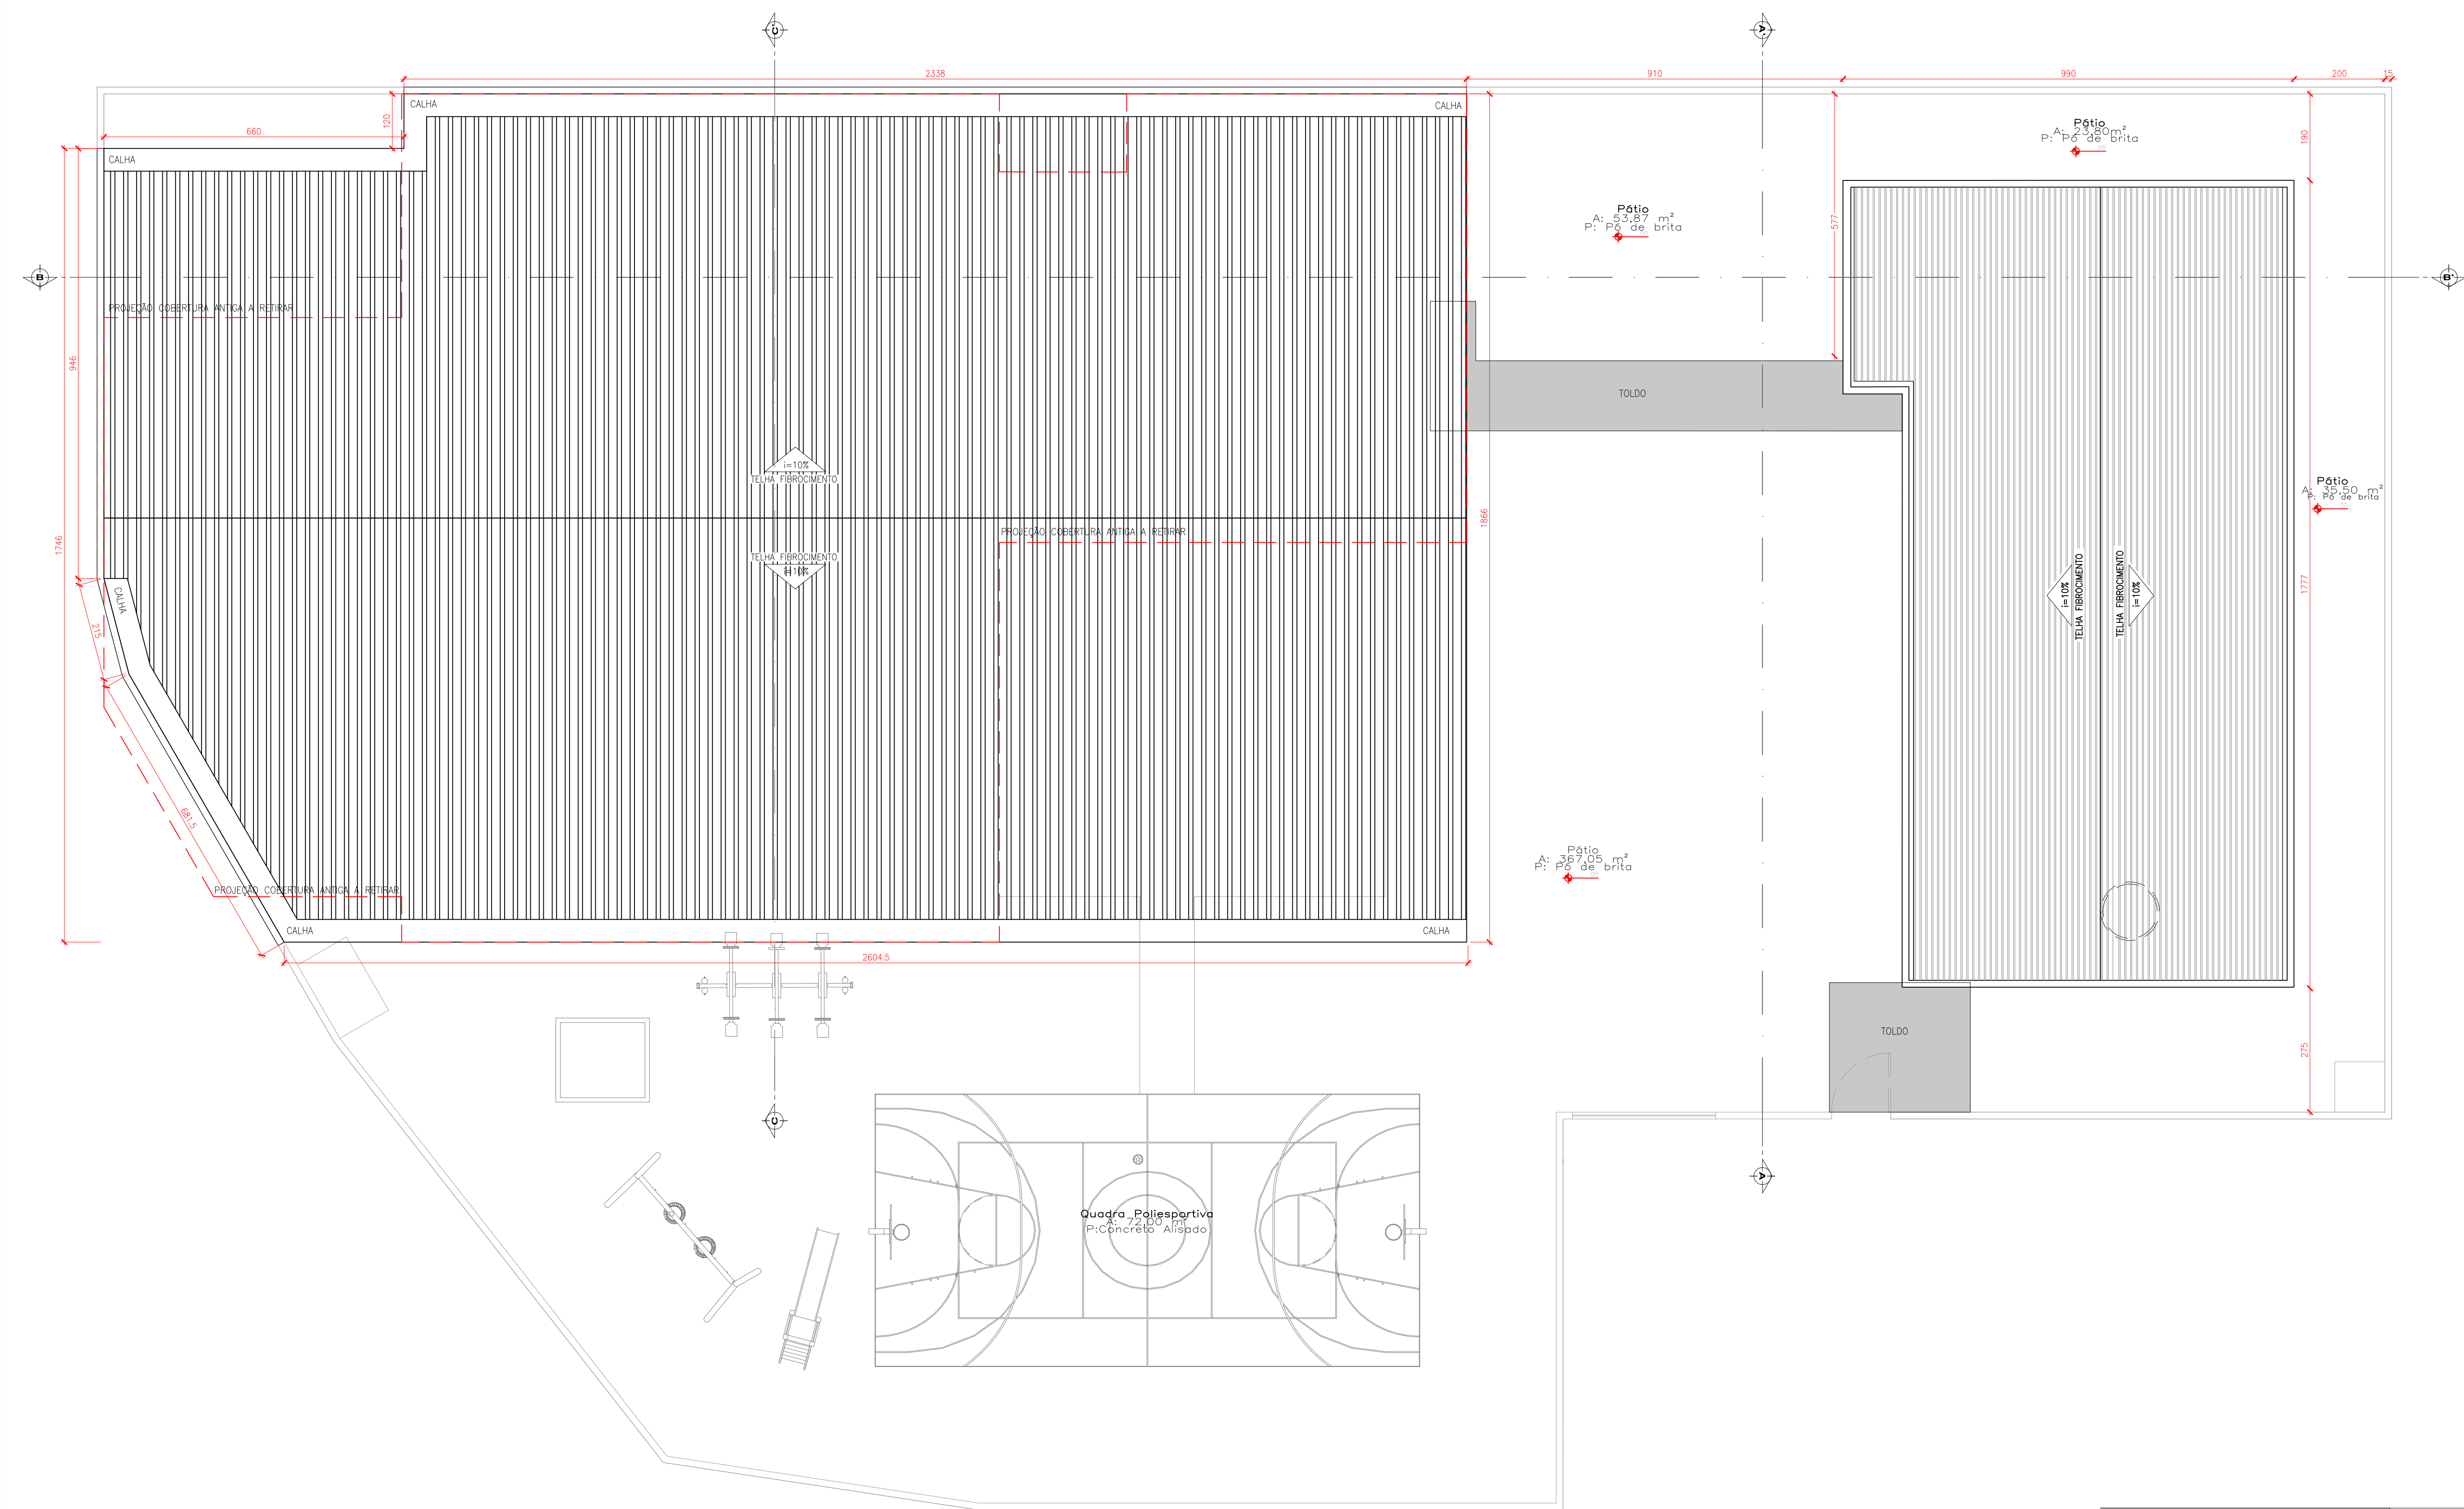 C'
A'
2338
910
990
200
15
CALHA
CALHA
120
660
CALHA
Pátio
A: 23,80m²
P: Pó de brita
190
Pátio
A: 53,87 m²
P: Pó de brita
577
B
B'
PROJEÇÃO COBERTURA ANTIGA A RETIRAR
946
TOLDO
i=10%
TELHA FIBROCIMENTO
Pátio
A: 35,50 m²
P: Pó de brita
1746
1866
PROJEÇÃO COBERTURA ANTIGA A RETIRAR
TELHA FIBROCIMENTO
i=10%
i=10%
TELHA FIBROCIMENTO
TELHA FIBROCIMENTO
i=10%
1777
CALHA
215
681.5
Pátio
A: 367,05 m²
P: Pó de brita
PROJEÇÃO COBERTURA ANTIGA A RETIRAR
CALHA
CALHA
2604.5
TOLDO
275
C
A
Quadra Poliesportiva
A: 72,00 m²
P:Concreto Alisado